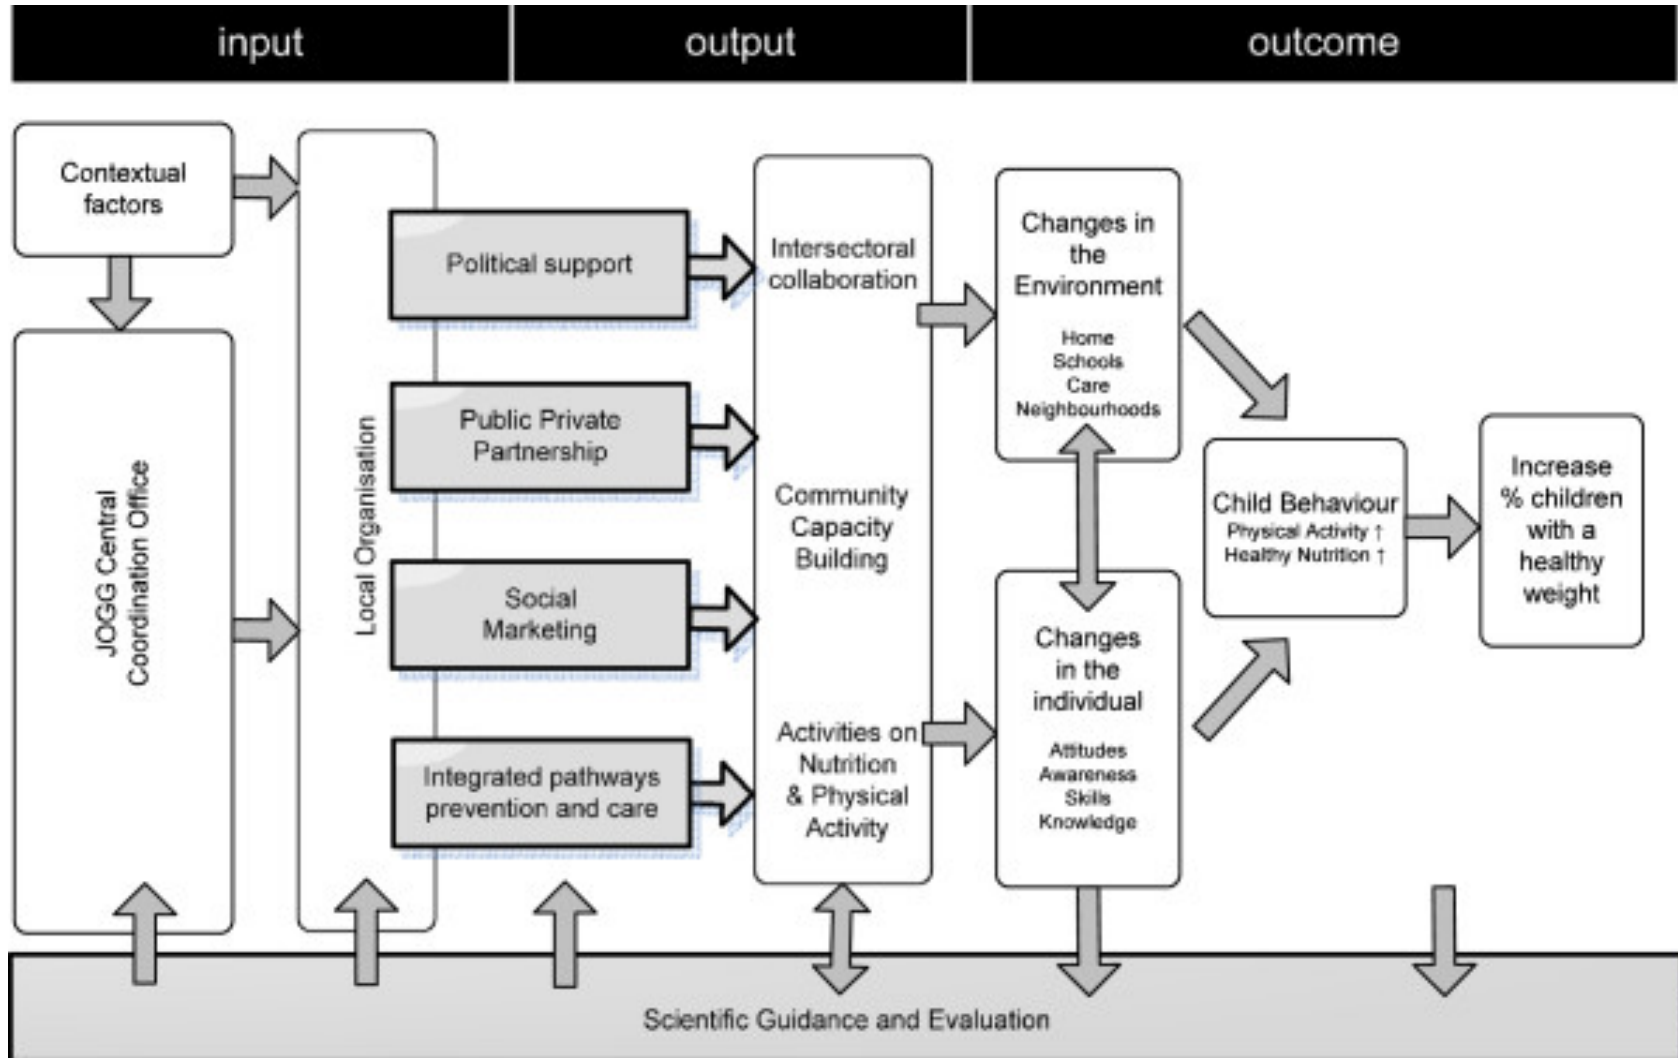 input
output
outcome
Contextual
factors
JOGG Central
Coordination Office
Local Organisation
Political support
Public Private
Partnership
Social
Marketing
Integrated pathways
prevention and care
Intersectoral
collaboration
Community
Capacity
Building
Activities on
Nutrition
& Physical
Activity
Changes in
the
Environment
Home
Schools
Care
Neighbourhoods
Changes
in the
individual
Attitudes
Awareness
Skills
Knowledge
Child Behaviour
Physical Activity ↑
Healthy Nutrition ↑
Increase
% children
with a
healthy
weight
Scientific Guidance and Evaluation